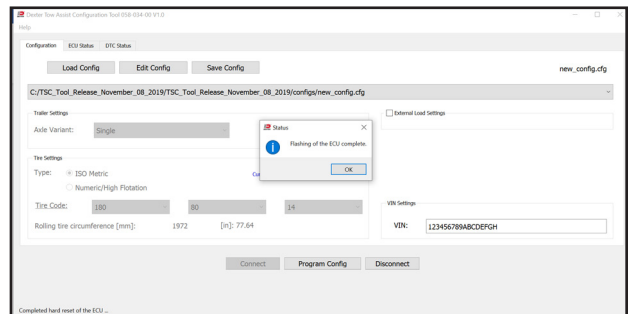 Dexter Tow Assist Configuration Tool 058-034-00 V1.0
Help
Configuration ECU Status DTC Status
Load Config Edit Config Save Config new_config.cfg
C:/TSC_Tool_Release_November_08_2019/TSC_Tool_Release_November_08_2019/configs/new_config.cfg
Trailer Settings
External Load Settings
Axle Variant: Single
Status
Flashing of the ECU complete.
OK
Tire Settings
Type: ISO Metric
Numeric/High Flotation
Tire Code: 180 80 14
Rolling tire circumference [mm]: 1972 [in]: 77.64
VIN Settings
VIN: 123456789ABCDEFGH
Connect Program Config Disconnect
Completed hard reset of the ECU ...